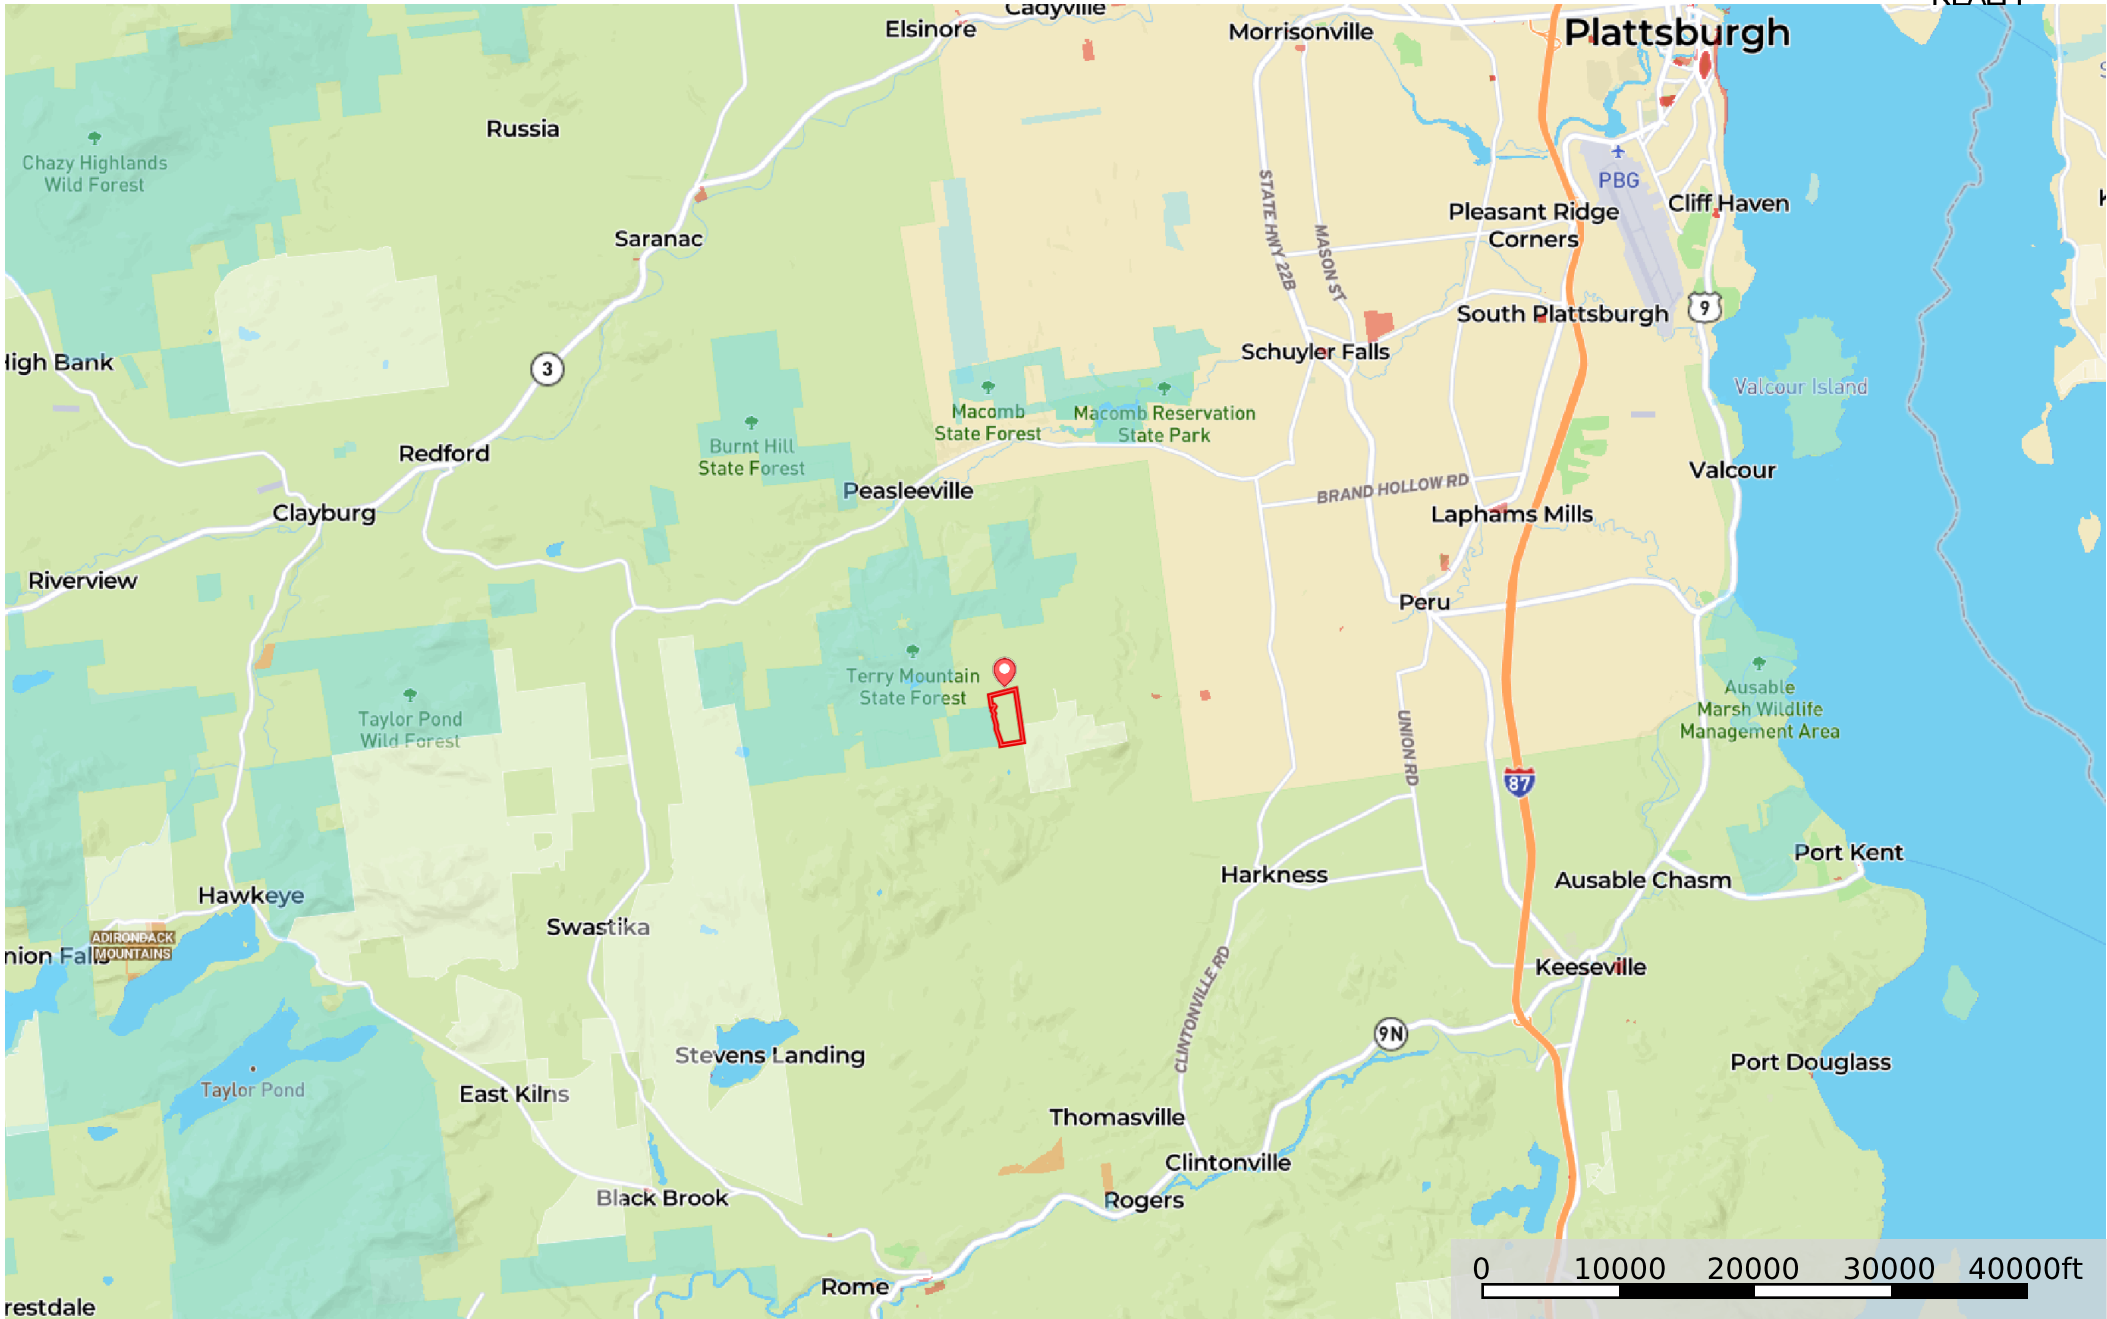 Cadyville
Elsinore
Morrisonville
Plattsburgh
Russia
Chazy Highlands
Wild Forest
PBG
STATE HWY 22B
MASON ST
Pleasant Ridge
Corners
Cliff Haven
Saranac
9
South Plattsburgh
Schuyler Falls
High Bank
3
Valcour Island
Macomb
State Forest
Macomb Reservation
State Park
Burnt Hill
State Forest
Redford
Valcour
Peasleeville
BRAND HOLLOW RD
Clayburg
Laphams Mills
Riverview
Peru
Terry Mountain
State Forest
Ausable
Marsh Wildlife
Management Area
Taylor Pond
Wild Forest
UNION RD
87
Port Kent
Harkness
Ausable Chasm
Hawkeye
Swastika
ADIRONDACK
MOUNTAINS
nion Falls
Keeseville
CLINTONVILLE RD
9N
Stevens Landing
Port Douglass
Taylor Pond
East Kilns
Thomasville
Clintonville
Black Brook
Rogers
Rome
restdale
0 10000 20000 30000 40000ft